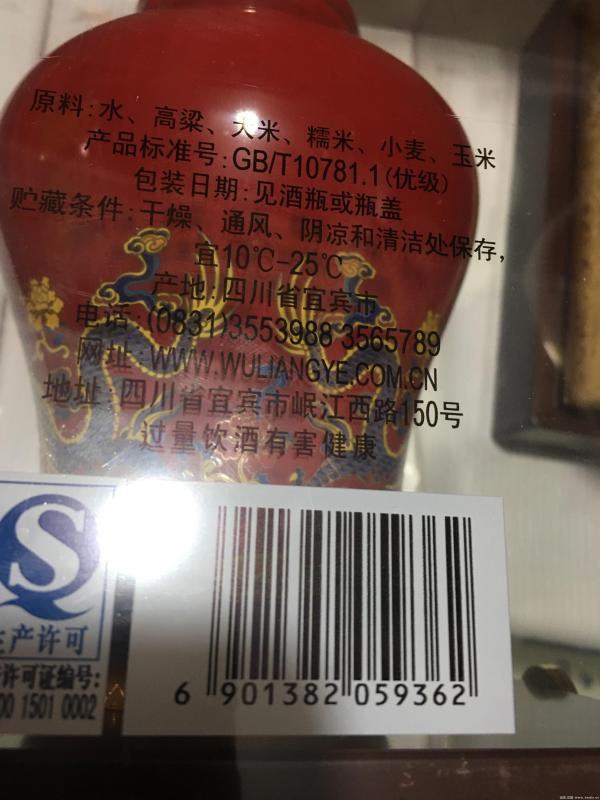 原料:水、高粱、大米、糯米、小麦、玉米
产品标准号:GB/T10781.1(优级)
包装日期:见酒瓶或瓶盖
贮藏条件:干燥、通风、阴凉和清洁处保存,
宜10℃-25℃
产地:四川省宜宾市
电话:(0831)3553988 3565789
网址:WWW.WULIANGYE.COM.CN
地址:四川省宜宾市岷江西路150号
过量饮酒有害健康
S
生产许可
许可证编号:
00 1501 0002
6 901382 059362